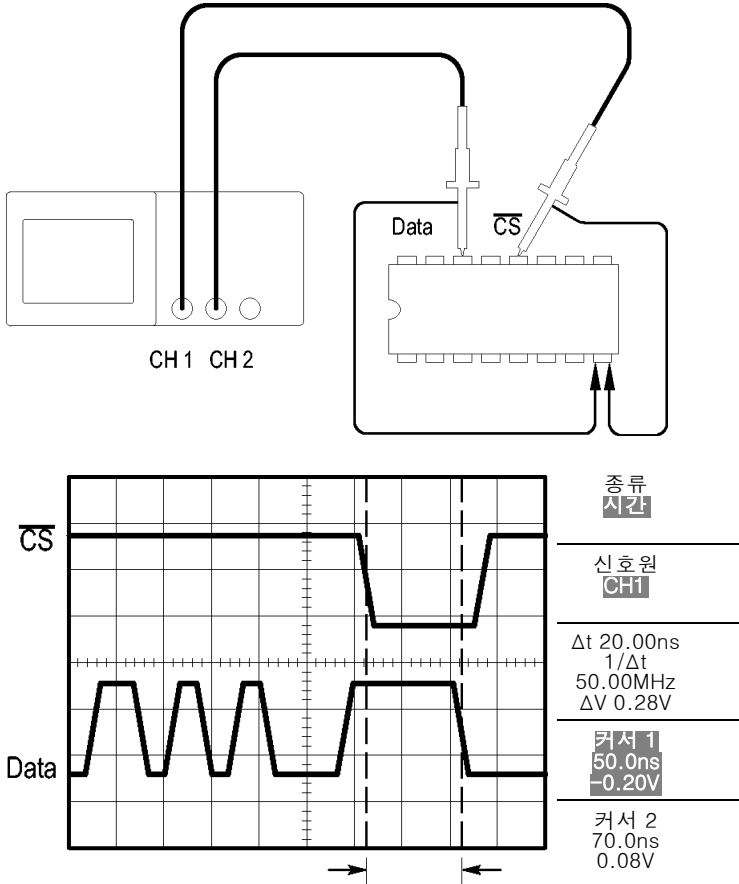 Data
C̅S̅
CH 1 CH 2
C̅S̅
Data
종류
시간
신호원
CH1
Δt 20.00ns
1/Δt
50.00MHz
ΔV 0.28V
커서 1
50.0ns
-0.20V
커서 2
70.0ns
0.08V